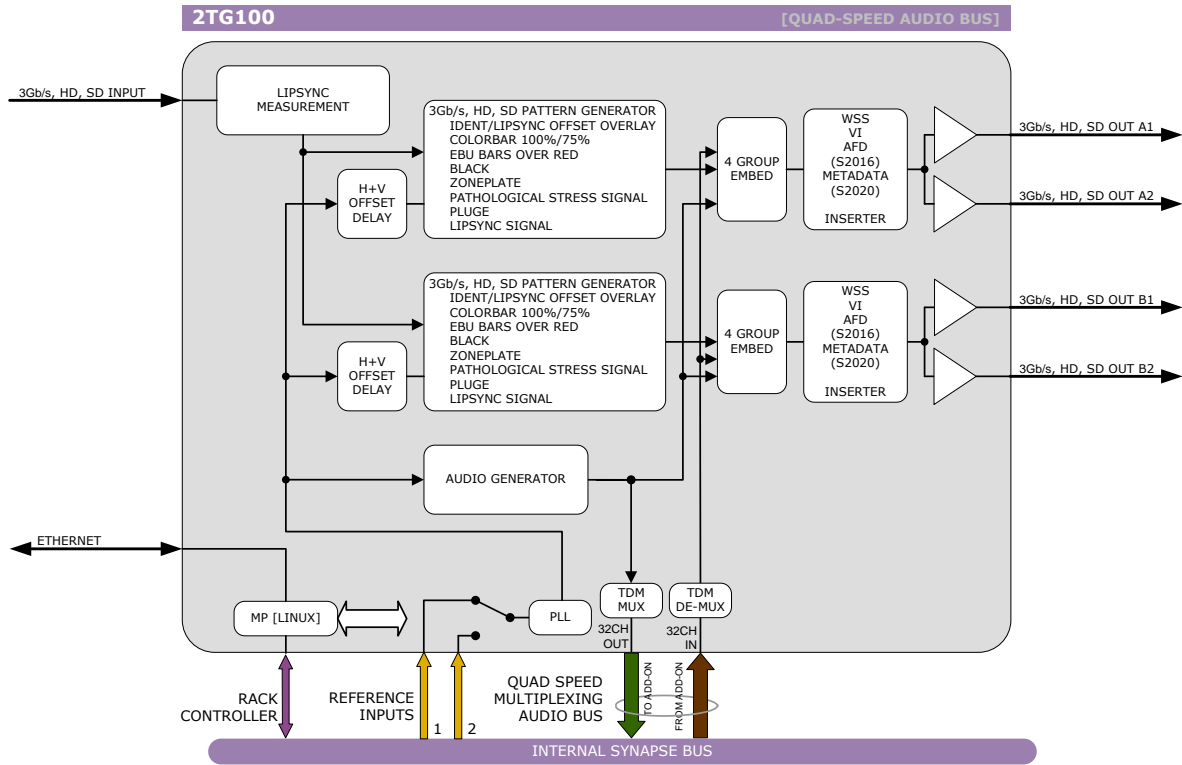 2TG100
[QUAD-SPEED AUDIO BUS]
3Gb/s, HD, SD INPUT
LIPSYNC
MEASUREMENT
3Gb/s, HD, SD PATTERN GENERATOR
IDENT/LIPSYNC OFFSET OVERLAY
COLORBAR 100%/75%
EBU BARS OVER RED
BLACK
ZONEPLATE
PATHOLOGICAL STRESS SIGNAL
PLUGE
LIPSYNC SIGNAL
H+V
OFFSET
DELAY
4 GROUP
EMBED
WSS
VI
AFD
(S2016)
METADATA
(S2020)
INSERTER
3Gb/s, HD, SD OUT A1
3Gb/s, HD, SD OUT A2
3Gb/s, HD, SD PATTERN GENERATOR
IDENT/LIPSYNC OFFSET OVERLAY
COLORBAR 100%/75%
EBU BARS OVER RED
BLACK
ZONEPLATE
PATHOLOGICAL STRESS SIGNAL
PLUGE
LIPSYNC SIGNAL
H+V
OFFSET
DELAY
4 GROUP
EMBED
WSS
VI
AFD
(S2016)
METADATA
(S2020)
INSERTER
3Gb/s, HD, SD OUT B1
3Gb/s, HD, SD OUT B2
AUDIO GENERATOR
ETHERNET
MP [LINUX]
PLL
TDM
MUX
TDM
DE-MUX
32CH
OUT
32CH
IN
RACK
CONTROLLER
REFERENCE
INPUTS
1
2
QUAD SPEED
MULTIPLEXING
AUDIO BUS
TO ADD-ON
FROM ADD-ON
INTERNAL SYNAPSE BUS